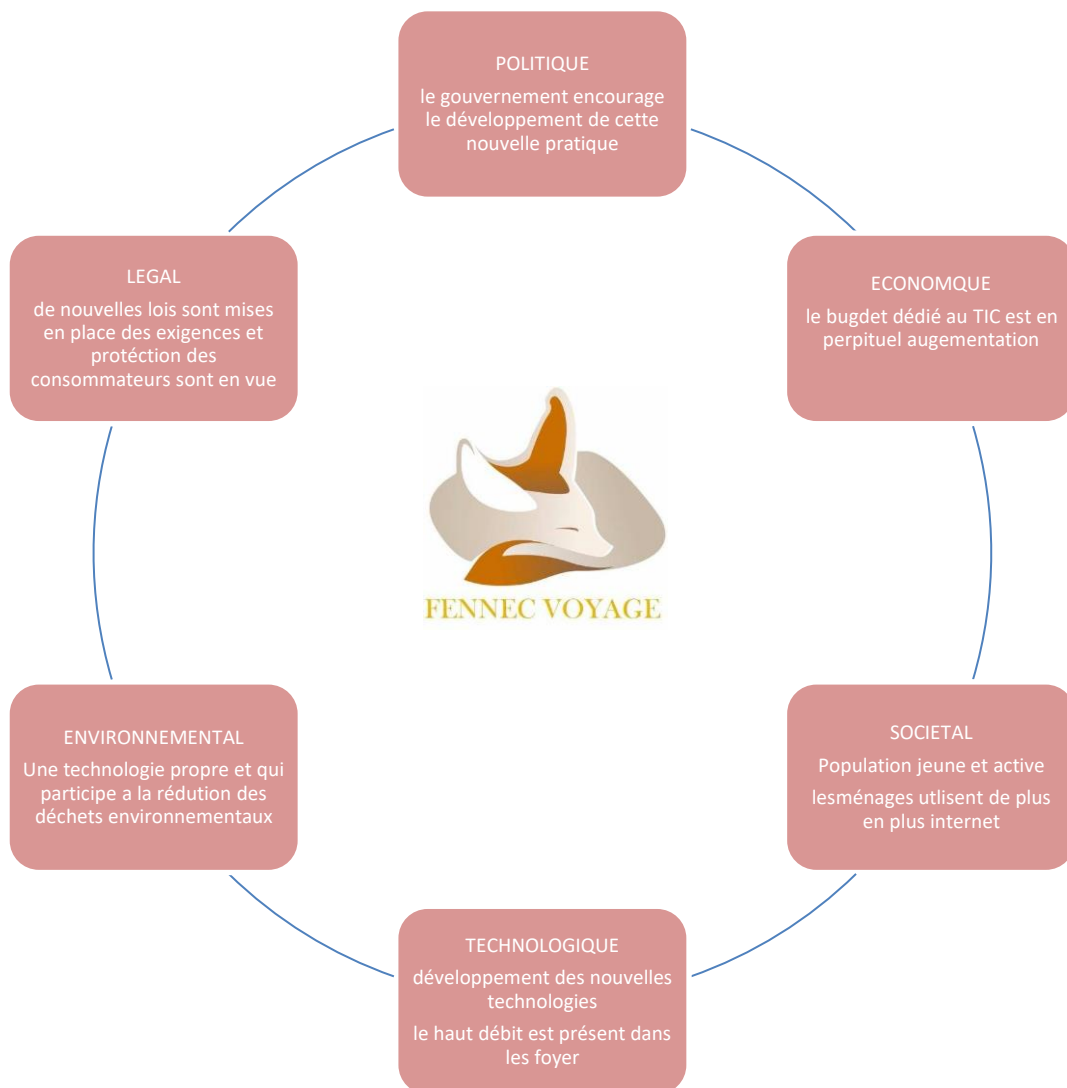 POLITIQUE
le gouvernement encourage
le développement de cette
nouvelle pratique
LEGAL
de nouvelles lois sont mises
en place des exigences et
protéction des
consommateurs sont en vue
ECONOMQUE
le bugdet dédié au TIC est en
perpituel augementation
FENNEC VOYAGE
ENVIRONNEMENTAL
Une technologie propre et qui
participe a la rédution des
déchets environnementaux
SOCIETAL
Population jeune et active
lesménages utlisent de plus
en plus internet
TECHNOLOGIQUE
développement des nouvelles
technologies
le haut débit est présent dans
les foyer